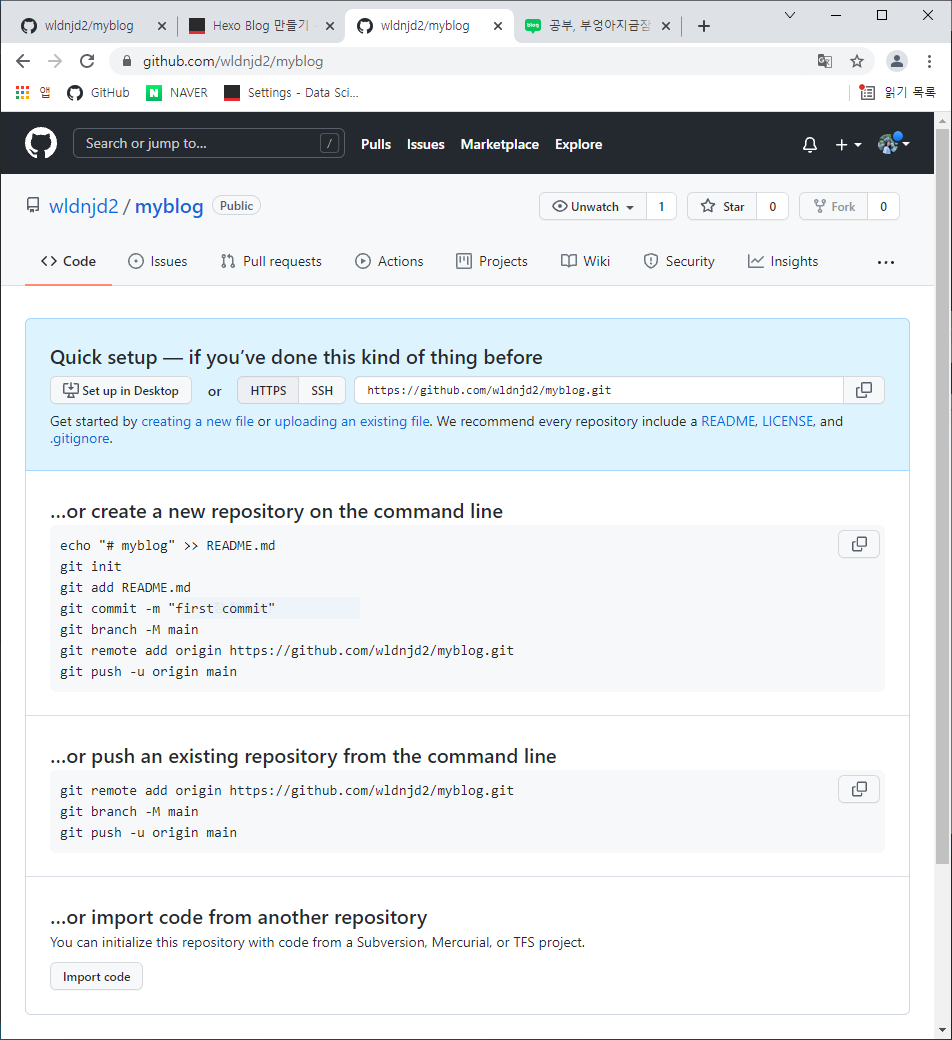 wldnjd2/myblog
Hexo Blog 만들기
wldnjd2/myblog
blog 공부, 부엉아지금잠
github.com/wldnjd2/myblog
앱 GitHub N NAVER Settings - Data Sci... 읽기 목록
Search or jump to... / Pulls Issues Marketplace Explore
wldnjd2 / myblog Public Unwatch 1 Star 0 Fork 0
Code Issues Pull requests Actions Projects Wiki Security Insights ...
Quick setup — if you’ve done this kind of thing before
Set up in Desktop or HTTPS SSH https://github.com/wldnjd2/myblog.git
Get started by creating a new file or uploading an existing file. We recommend every repository include a README, LICENSE, and
.gitignore.
…or create a new repository on the command line
echo "# myblog" >> README.md
git init
git add README.md
git commit -m "first commit"
git branch -M main
git remote add origin https://github.com/wldnjd2/myblog.git
git push -u origin main
…or push an existing repository from the command line
git remote add origin https://github.com/wldnjd2/myblog.git
git branch -M main
git push -u origin main
…or import code from another repository
You can initialize this repository with code from a Subversion, Mercurial, or TFS project.
Import code